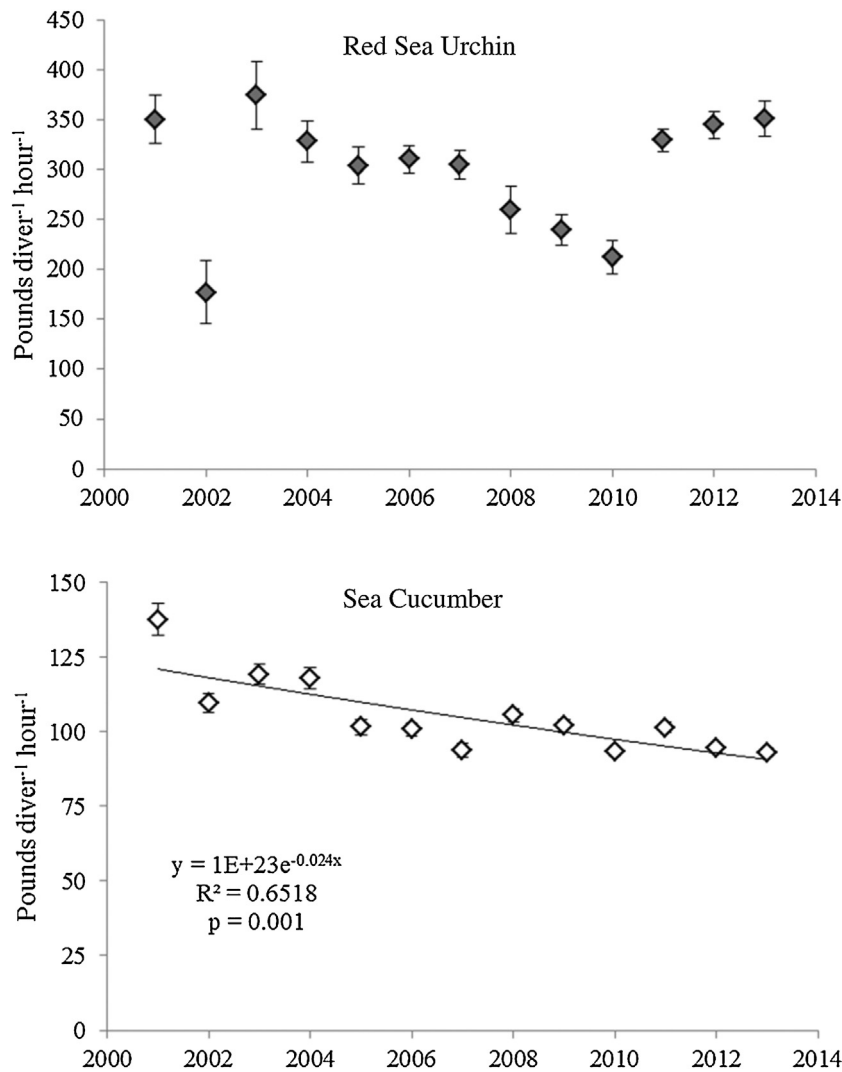 Red Sea Urchin
Pounds diver⁻¹ hour⁻¹
450
400
350
300
250
200
150
100
50
0
2000 2002 2004 2006 2008 2010 2012 2014
Sea Cucumber
Pounds diver⁻¹ hour⁻¹
150
125
100
75
50
25
0
y = 1E+23e⁻⁰·⁰²⁴ˣ
R² = 0.6518
p = 0.001
2000 2002 2004 2006 2008 2010 2012 2014